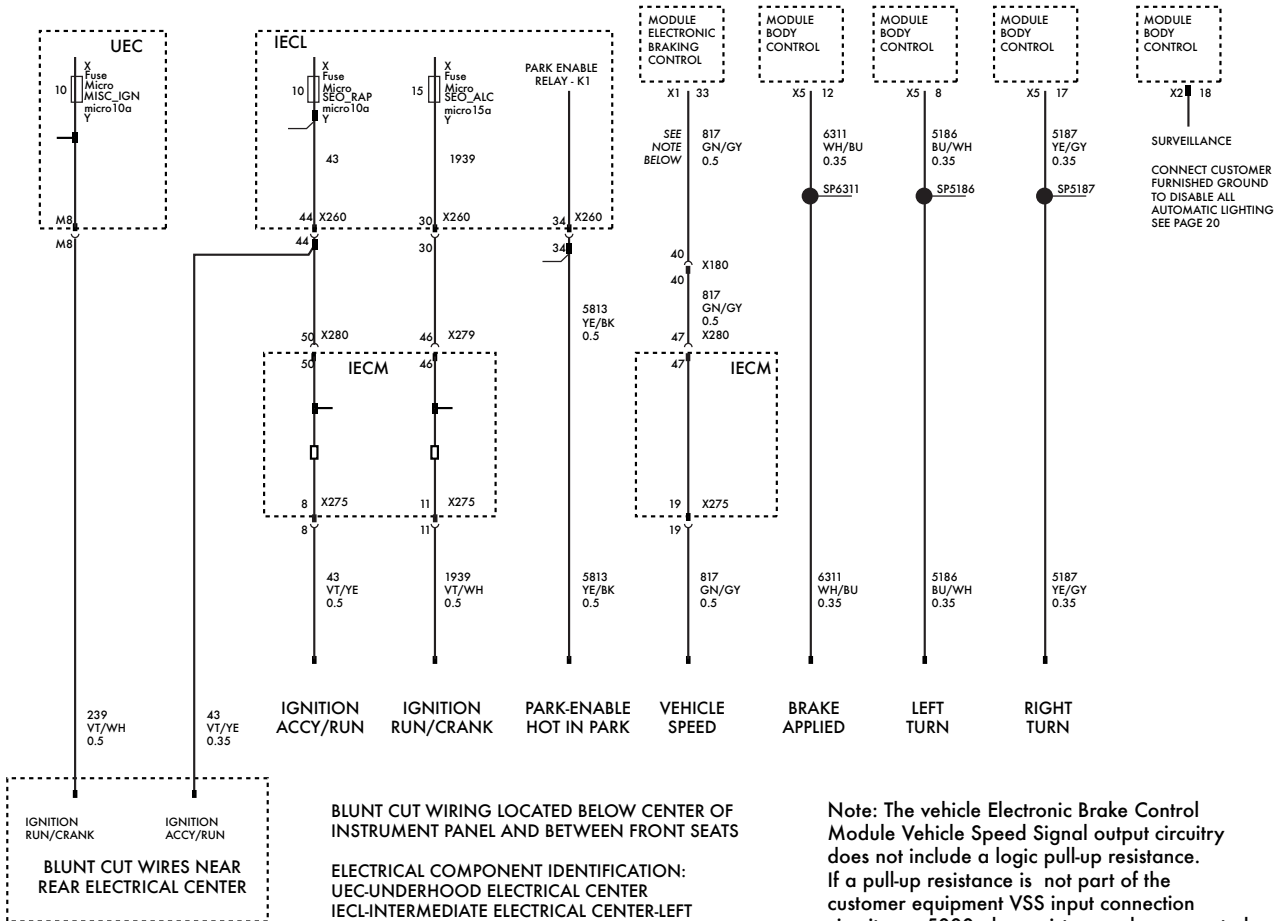 UEC
X
Fuse
Micro
MISC_IGN
micro10a
Y
10
M8
M8
239
VT/WH
0.5
IECL
X
Fuse
Micro
SEO_RAP
micro10a
Y
10
43
44 X260
44
X
Fuse
Micro
SEO_ALC
micro15a
Y
15
1939
30 X260
30
PARK ENABLE
RELAY - K1
34 X260
34
5813
YE/BK
0.5
50 X280
50
46 X279
46
IECM
8 X275
8
11 X275
11
43
VT/YE
0.5
1939
VT/WH
0.5
5813
YE/BK
0.5
MODULE
ELECTRONIC
BRAKING
CONTROL
X1 33
SEE
NOTE
BELOW
817
GN/GY
0.5
40
X180
40
817
GN/GY
0.5
47 X280
47
IECM
19 X275
19
817
GN/GY
0.5
MODULE
BODY
CONTROL
X5 12
6311
WH/BU
0.35
SP6311
6311
WH/BU
0.35
MODULE
BODY
CONTROL
X5 8
5186
BU/WH
0.35
SP5186
5186
BU/WH
0.35
MODULE
BODY
CONTROL
X5 17
5187
YE/GY
0.35
SP5187
5187
YE/GY
0.35
MODULE
BODY
CONTROL
X2 18
SURVEILLANCE
CONNECT CUSTOMER
FURNISHED GROUND
TO DISABLE ALL
AUTOMATIC LIGHTING
SEE PAGE 20
IGNITION
ACCY/RUN
IGNITION
RUN/CRANK
PARK-ENABLE
HOT IN PARK
VEHICLE
SPEED
BRAKE
APPLIED
LEFT
TURN
RIGHT
TURN
43
VT/YE
0.35
IGNITION
RUN/CRANK
IGNITION
ACCY/RUN
BLUNT CUT WIRES NEAR
REAR ELECTRICAL CENTER
BLUNT CUT WIRING LOCATED BELOW CENTER OF
INSTRUMENT PANEL AND BETWEEN FRONT SEATS
ELECTRICAL COMPONENT IDENTIFICATION:
UEC-UNDERHOOD ELECTRICAL CENTER
IECL-INTERMEDIATE ELECTRICAL CENTER-LEFT
Note: The vehicle Electronic Brake Control
Module Vehicle Speed Signal output circuitry
does not include a logic pull-up resistance.
If a pull-up resistance is not part of the
customer equipment VSS input connection